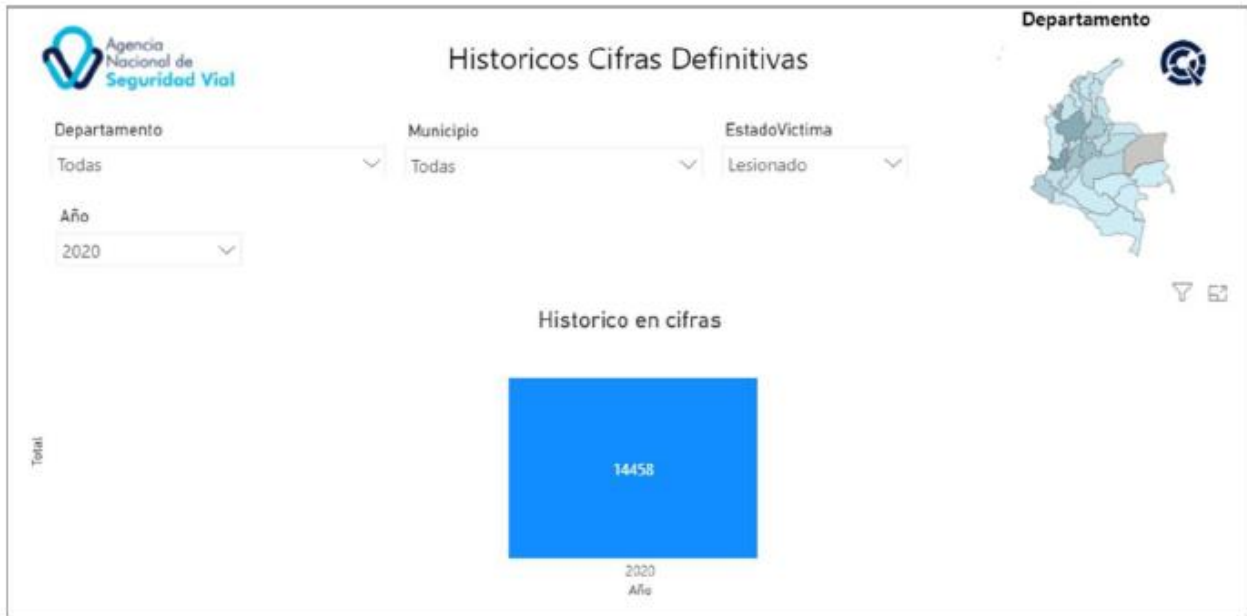 Agencia
Nacional de
Seguridad Vial
Historicos Cifras Definitivas
Departamento
Departamento
Todas
Municipio
Todas
EstadoVictima
Lesionado
Año
2020
Historico en cifras
Total
14458
2020
Año